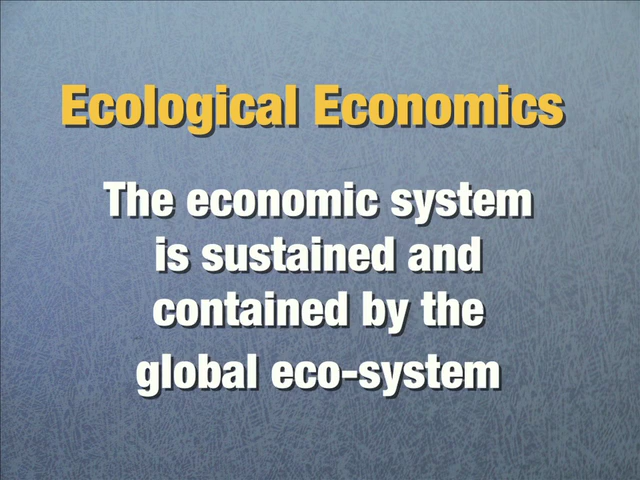 Ecological Economics
The economic system
is sustained and
contained by the
global eco-system